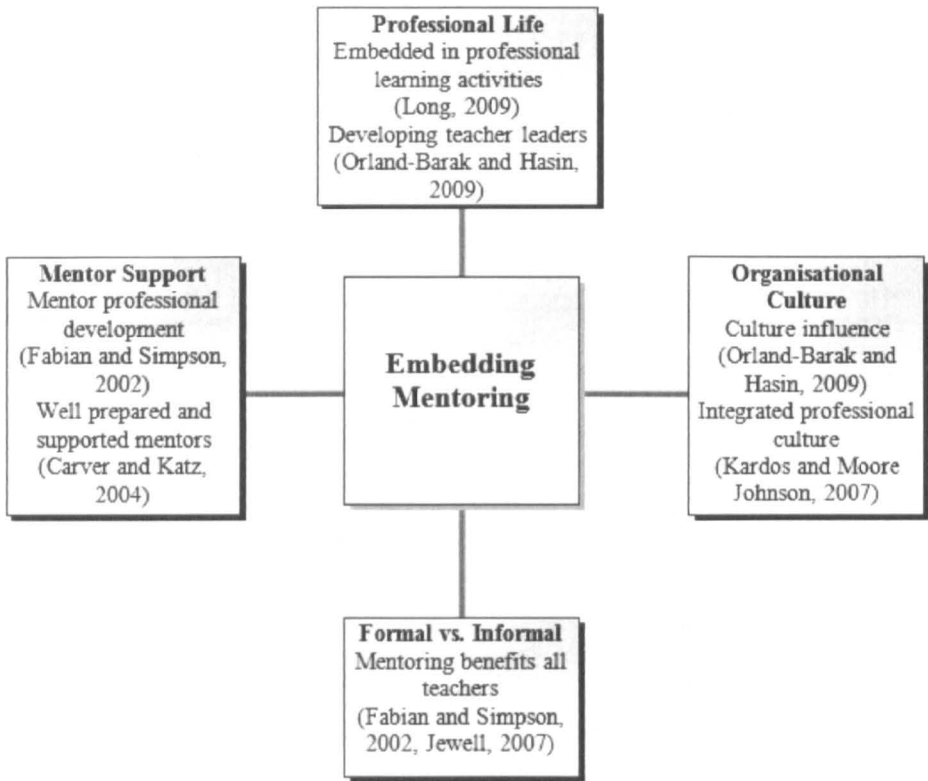 Professional Life
Embedded in professional
learning activities
(Long, 2009)
Developing teacher leaders
(Orland-Barak and Hasin,
2009)
Mentor Support
Mentor professional
development
(Fabian and Simpson,
2002)
Well prepared and
supported mentors
(Carver and Katz,
2004)
Embedding
Mentoring
Organisational
Culture
Culture influence
(Orland-Barak and
Hasin, 2009)
Integrated professional
culture
(Kardos and Moore
Johnson, 2007)
Formal vs. Informal
Mentoring benefits all
teachers
(Fabian and Simpson,
2002, Jewell, 2007)